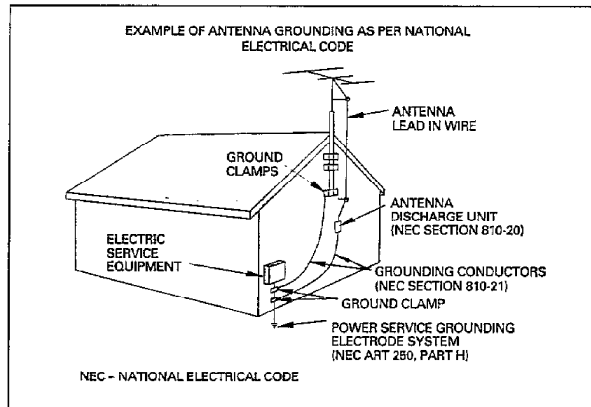 EXAMPLE OF ANTENNA GROUNDING AS PER NATIONAL
ELECTRICAL CODE
ANTENNA
LEAD IN WIRE
GROUND
CLAMPS
ANTENNA
DISCHARGE UNIT
(NEC SECTION 810-20)
ELECTRIC
SERVICE
EQUIPMENT
GROUNDING CONDUCTORS
(NEC SECTION 810-21)
GROUND CLAMP
POWER SERVICE GROUNDING
ELECTRODE SYSTEM
(NEC ART 250, PART H)
NEC - NATIONAL ELECTRICAL CODE